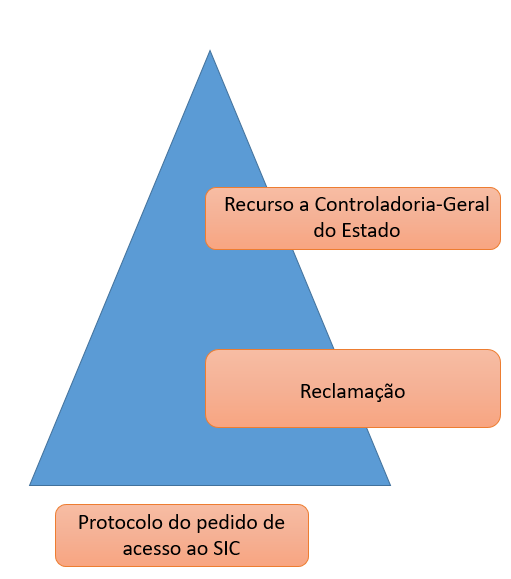 Recurso a Controladoria-Geral
do Estado
Reclamação
Protocolo do pedido de
acesso ao SIC